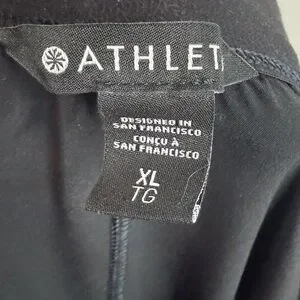 ATHLET
DESIGNED IN
SAN FRANCISCO
CONÇU À
SAN FRANCISCO
XL
TG